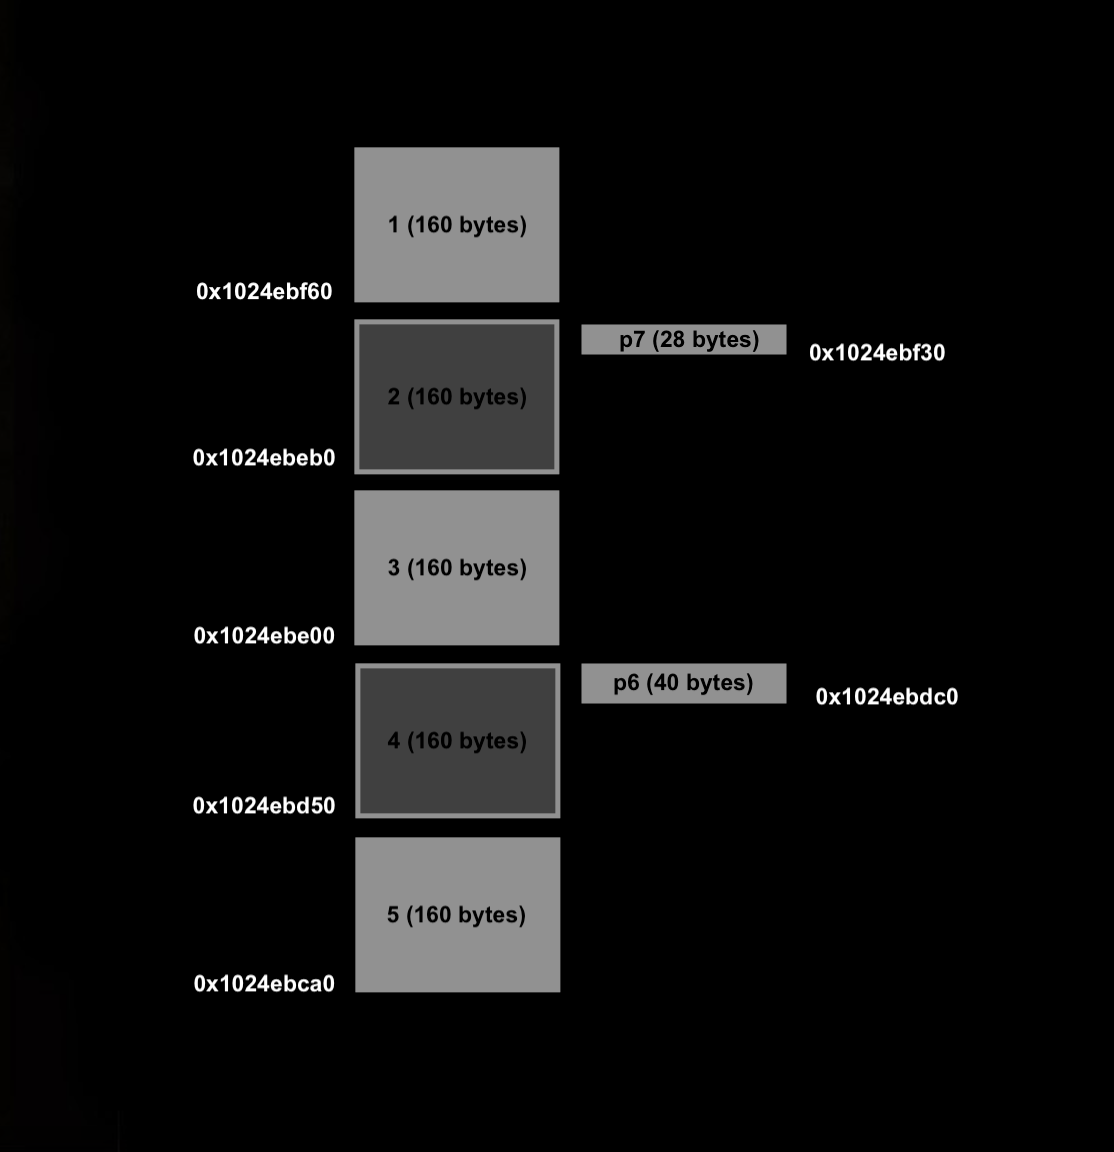 1 (160 bytes)
0x1024ebf60
p7 (28 bytes)
0x1024ebf30
2 (160 bytes)
0x1024ebeb0
3 (160 bytes)
0x1024ebe00
p6 (40 bytes)
0x1024ebdc0
4 (160 bytes)
0x1024ebd50
5 (160 bytes)
0x1024ebca0